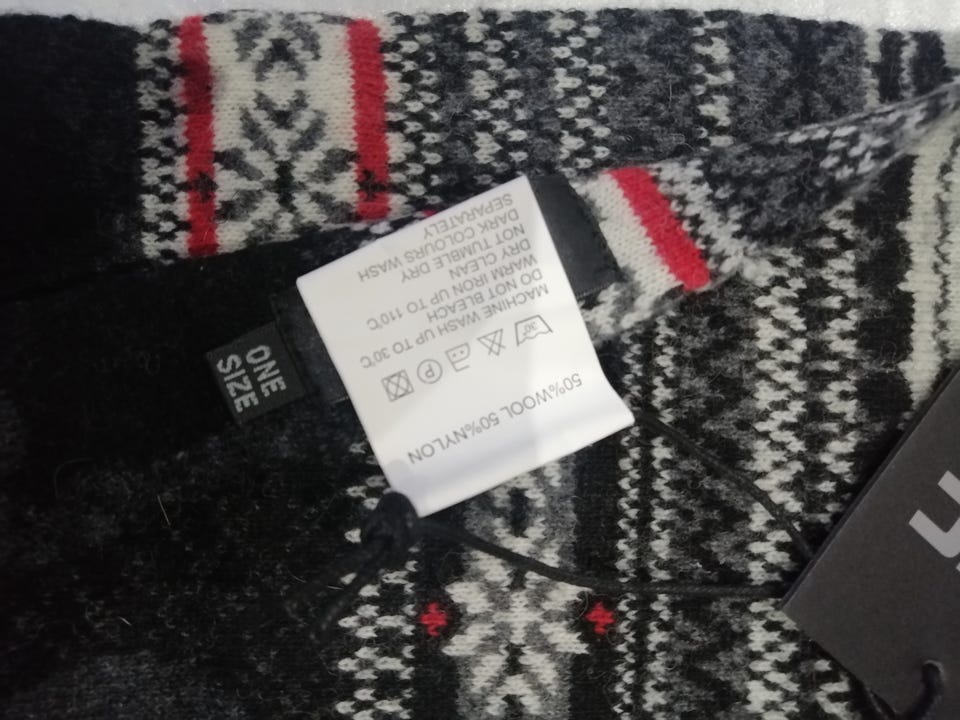 50%WOOL 50%NYLON
30°
P
MACHINE WASH UP TO 30℃
DO NOT BLEACH
WARM IRON UP TO 110℃
DRY CLEAN
NOT TUMBLE DRY
DARK COLOURS WASH
SEPARATELY
ONE
SIZE